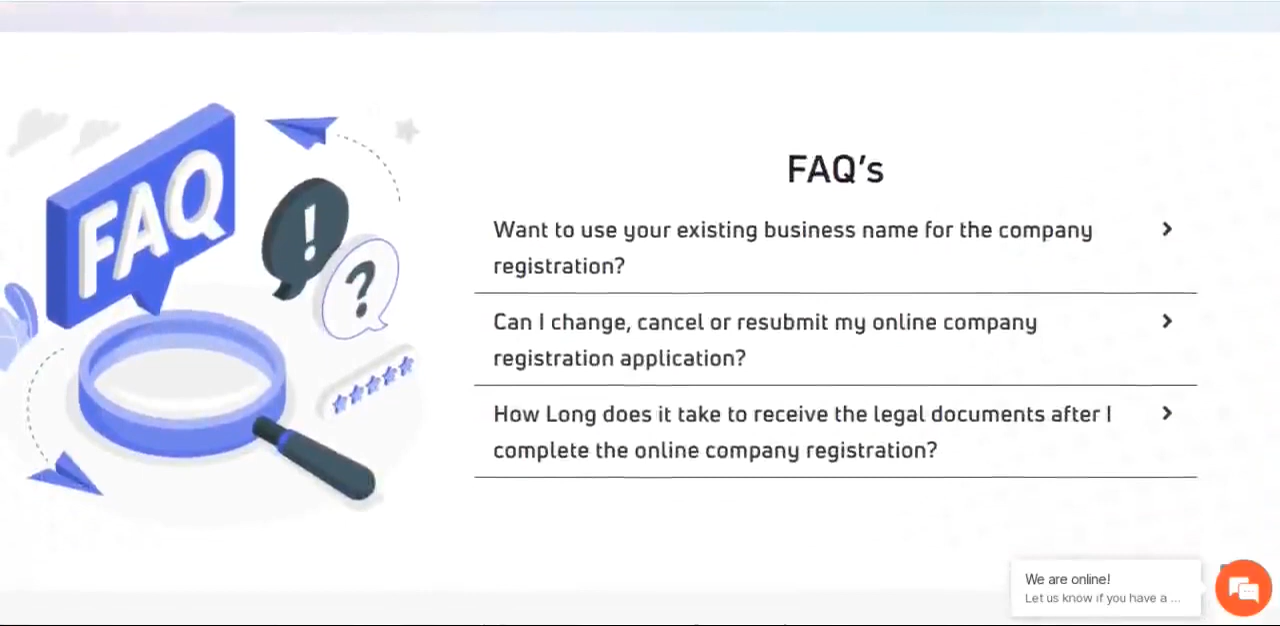 FAQ
!
?
FAQ's
Want to use your existing business name for the company
registration?
Can I change, cancel or resubmit my online company
registration application?
How Long does it take to receive the legal documents after I
complete the online company registration?
We are online!
Let us know if you have a ...